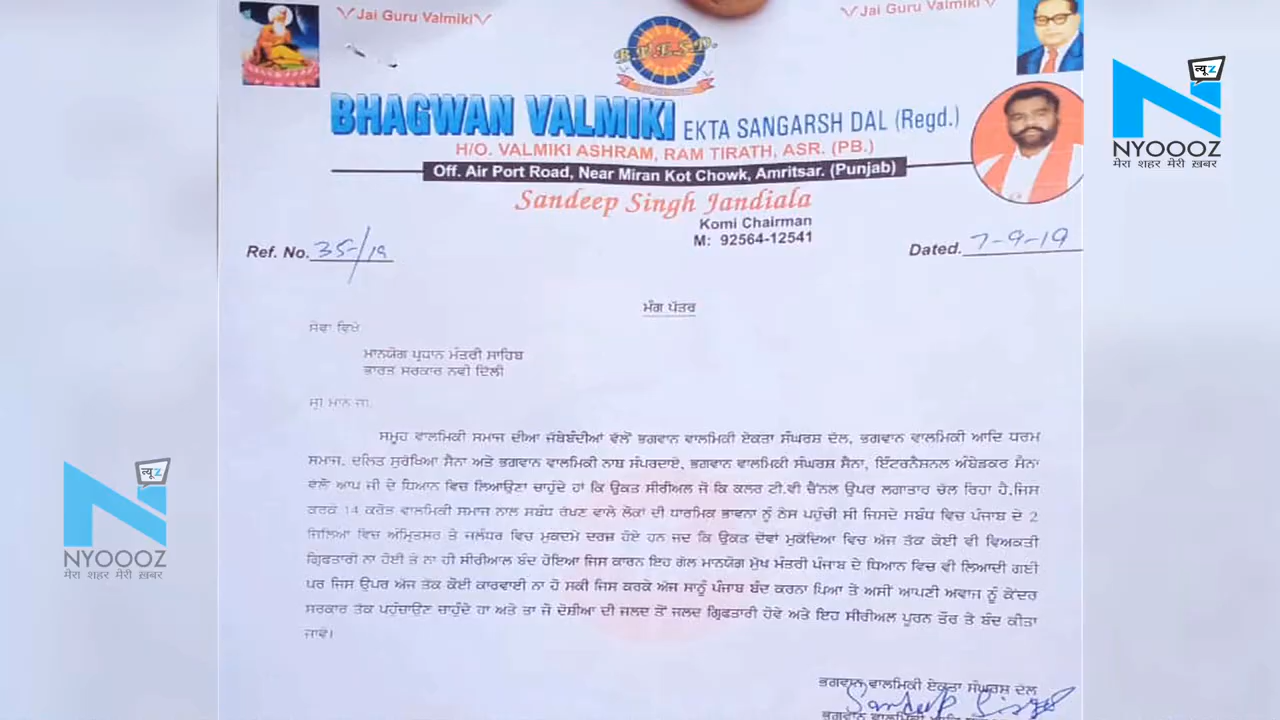 \/Jai Guru Valmiki\/
\/Jai Guru Valmiki\/
B.V.E.S.D.
BHAGWAN VALMIKI EKTA SANGARSH DAL (Regd.)
H/O. VALMIKI ASHRAM, RAM TIRATH, ASR. (PB.)
Off. Air Port Road, Near Miran Kot Chowk, Amritsar. (Punjab)
Sandeep Singh Jandiala
Komi Chairman
M: 92564-12541
Ref. No. 35/19
Dated. 7-9-19
ਮੰਗ ਪੱਤਰ
ਸੇਵਾ ਵਿਖੇ
ਮਾਨਯੋਗ ਪ੍ਰਧਾਨ ਮੰਤਰੀ ਸਾਹਿਬ
ਭਾਰਤ ਸਰਕਾਰ ਨਵੀ ਦਿੱਲੀ
ਸ੍ਰੀ ਮਾਨ ਜੀ,
ਸਮੂਹ ਵਾਲਮਿਕੀ ਸਮਾਜ ਦੀਆ ਜੱਥੇਬੰਦੀਆਂ ਵੱਲੋਂ ਭਗਵਾਨ ਵਾਲਮਿਕੀ ਏਕਤਾ ਸੰਘਰਸ਼ ਦੱਲ, ਭਗਵਾਨ ਵਾਲਮਿਕੀ ਆਦਿ ਧਰਮ
ਸਮਾਜ, ਦਲਿਤ ਸੁਰੱਖਿਆ ਸੈਨਾ ਅਤੇ ਭਗਵਾਨ ਵਾਲਮਿਕੀ ਨਾਥ ਸੰਪਰਦਾਏ, ਭਗਵਾਨ ਵਾਲਮਿਕੀ ਸੰਘਰਸ਼ ਸੈਨਾ, ਇੰਟਰਨੈਸ਼ਨਲ ਅੰਬੇਡਕਰ ਸੈਨਾ
ਵੱਲੋਂ ਆਪ ਜੀ ਦੇ ਧਿਆਨ ਵਿਚ ਲਿਆਉਣਾ ਚਾਹੁੰਦੇ ਹਾਂ ਕਿ ਉਕਤ ਸੀਰੀਅਲ ਜੋ ਕਿ ਕਲਰ ਟੀ.ਵੀ ਚੈਨਲ ਉਪਰ ਲਗਾਤਾਰ ਚੱਲ ਰਿਹਾ ਹੈ,ਜਿਸ
ਕਰਕੇ 14 ਕਰੋੜ ਵਾਲਮਿਕੀ ਸਮਾਜ ਨਾਲ ਸਬੰਧ ਰੱਖਣ ਵਾਲੇ ਲੋਕਾਂ ਦੀ ਧਾਰਮਿਕ ਭਾਵਨਾ ਨੂੰ ਠੇਸ ਪਹੁੰਚੀ ਸੀ ਜਿਸਦੇ ਸਬੰਧ ਵਿਚ ਪੰਜਾਬ ਦੇ 2
ਜਿਲਿਆ ਵਿਚ ਅੰਮ੍ਰਿਤਸਰ ਤੇ ਜਲੰਧਰ ਵਿਚ ਮੁਕਦਮੇ ਦਰਜ਼ ਹੋਏ ਹਨ ਜਦ ਕਿ ਉਕਤ ਦੋਵਾਂ ਮੁਕੱਦਿਆ ਵਿਚ ਅੱਜ ਤੱਕ ਕੋਈ ਵੀ ਵਿਅਕਤੀ
ਗ੍ਰਿਫਤਾਰੀ ਨਾ ਹੋਈ ਤੇ ਨਾ ਹੀ ਸੀਰੀਆਲ ਬੰਦ ਹੋਇਆ ਜਿਸ ਕਾਰਨ ਇਹ ਗੱਲ ਮਾਨਯੋਗ ਮੁੱਖ ਮੰਤਰੀ ਪੰਜਾਬ ਦੇ ਧਿਆਨ ਵਿਚ ਵੀ ਲਿਆਦੀ ਗਈ
ਪਰ ਜਿਸ ਉਪਰ ਅੱਜ ਤੱਕ ਕੋਈ ਕਾਰਵਾਈ ਨਾ ਹੋ ਸਕੀ ਜਿਸ ਕਰਕੇ ਅੱਜ ਸਾਨੂੰ ਪੰਜਾਬ ਬੰਦ ਕਰਨਾ ਪਿਆ ਤੇ ਅਸੀਂ ਆਪਣੀ ਅਵਾਜ ਨੂੰ ਕੇਂਦਰ
ਸਰਕਾਰ ਤੱਕ ਪਹੁੰਚਾਉਣ ਚਾਹੁੰਦੇ ਹਾ ਅਤੇ ਤਾ ਜੋ ਦੋਸ਼ੀਆ ਦੀ ਜਲਦ ਤੋਂ ਜਲਦ ਗ੍ਰਿਫਤਾਰੀ ਹੋਵੇ ਅਤੇ ਇਹ ਸੀਰੀਅਲ ਪੂਰਨ ਤੌਰ ਤੇ ਬੰਦ ਕੀਤਾ
ਜਾਵੇ।
ਭਗਵਾਨ ਵਾਲਮਿਕੀ ਏਕਤਾ ਸੰਘਰਸ਼ ਦੱਲ
Sandeep Singh
ਭਗਵਾਨ ਵਾਲਮਿਕੀ
न्यूz
NYOOOZ
मेरा शहर मेरी ख़बर
न्यूz
NYOOOZ
मेरा शहर मेरी ख़बर